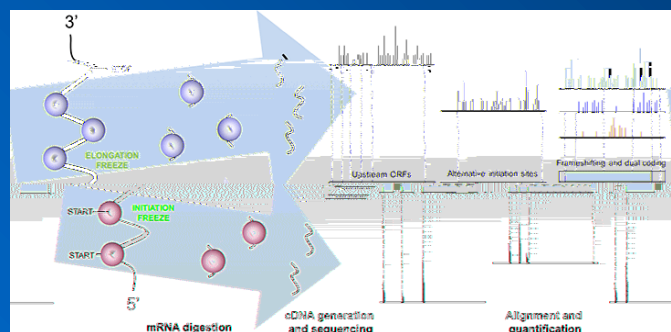 3'
ELONGATION
FREEZE
Upstream ORFs
Alternative initiation sites
Frameshifting and dual coding
START
INITIATION
FREEZE
START
5'
mRNA digestion
cDNA generation
and sequencing
Alignment and
quantification